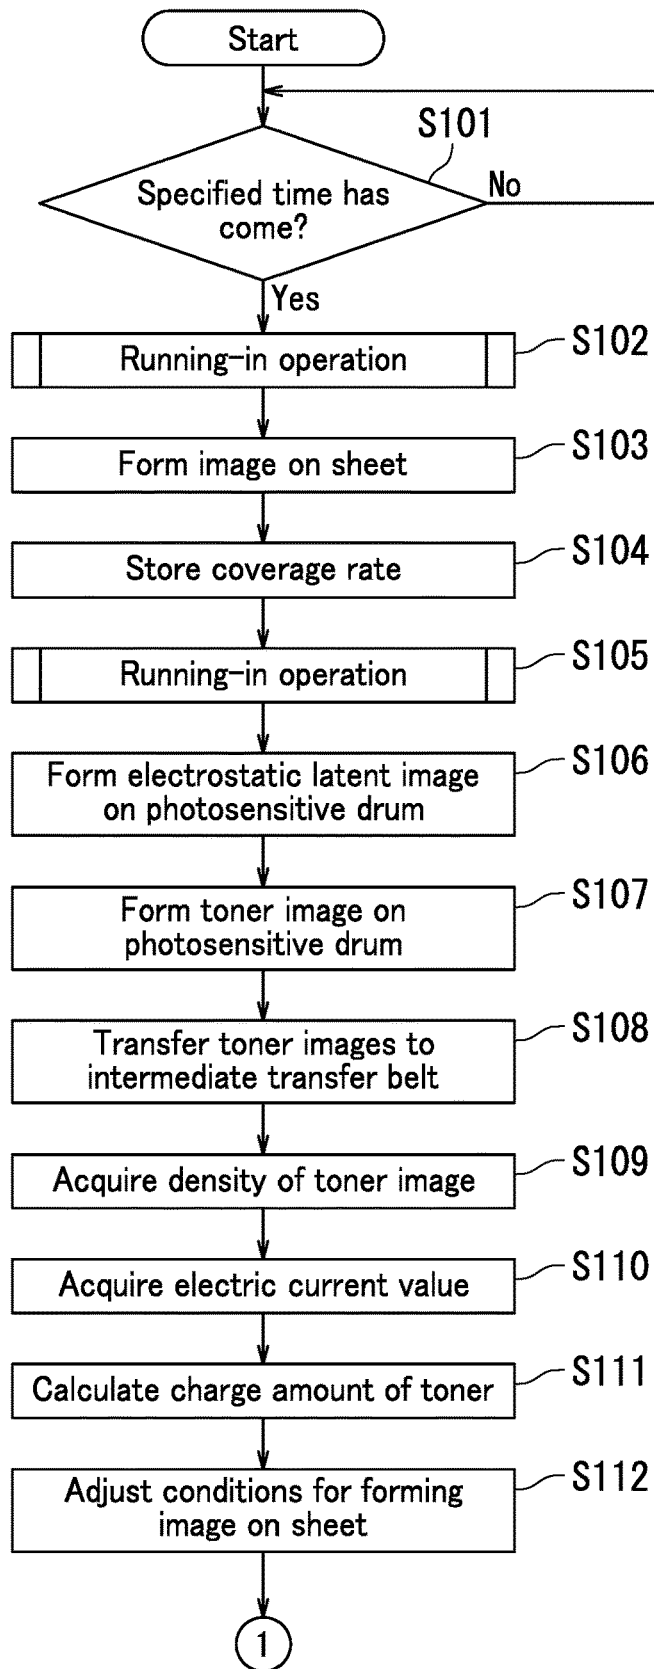 Start
S101
Specified time has
come?
No
Yes
Running-in operation
S102
Form image on sheet
S103
Store coverage rate
S104
Running-in operation
S105
Form electrostatic latent image
on photosensitive drum
S106
Form toner image on
photosensitive drum
S107
Transfer toner images to
intermediate transfer belt
S108
Acquire density of toner image
S109
Acquire electric current value
S110
Calculate charge amount of toner
S111
Adjust conditions for forming
image on sheet
S112
1